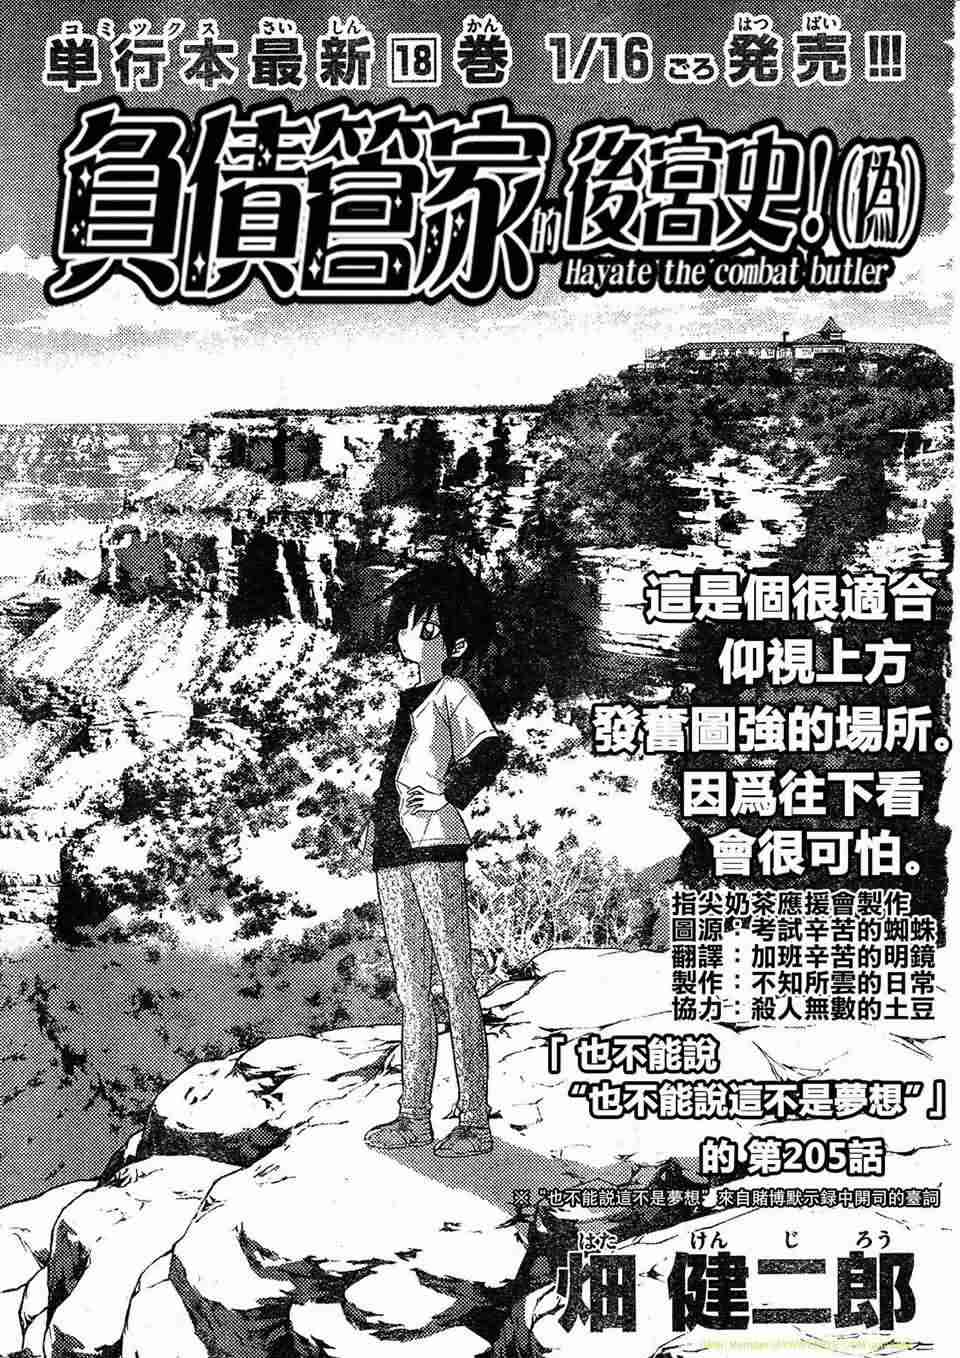 コミックス さいしん かん はつ ばい
単行本最新18巻 1/16ごろ発売!!!
負債管家的後宮史!(偽)
Hayate the combat butler
這是個很適合
仰視上方
發奮圖強的場所。
因爲往下看
會很可怕。
指尖奶茶應援會製作
圖源：考試辛苦的蜘蛛
翻譯：加班辛苦的明鏡
製作：不知所雲的日常
協力：殺人無數的土豆
「也不能說
“也不能說這不是夢想”」
的 第205話
※“也不能説這不是夢想”來自賭博默示録中開司的臺詞
はた けん じ ろう
畑 健二郎